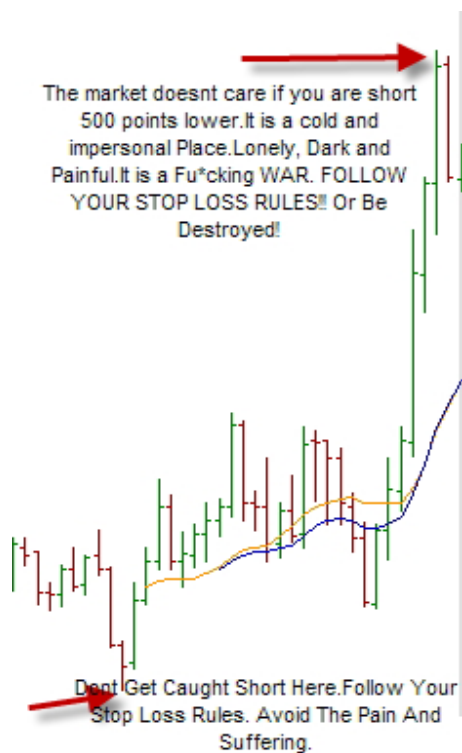 The market doesnt care if you are short
500 points lower.It is a cold and
impersonal Place.Lonely, Dark and
Painful.It is a Fu*cking WAR. FOLLOW
YOUR STOP LOSS RULES!! Or Be
Destroyed!
Dont Get Caught Short Here.Follow Your
Stop Loss Rules. Avoid The Pain And
Suffering.